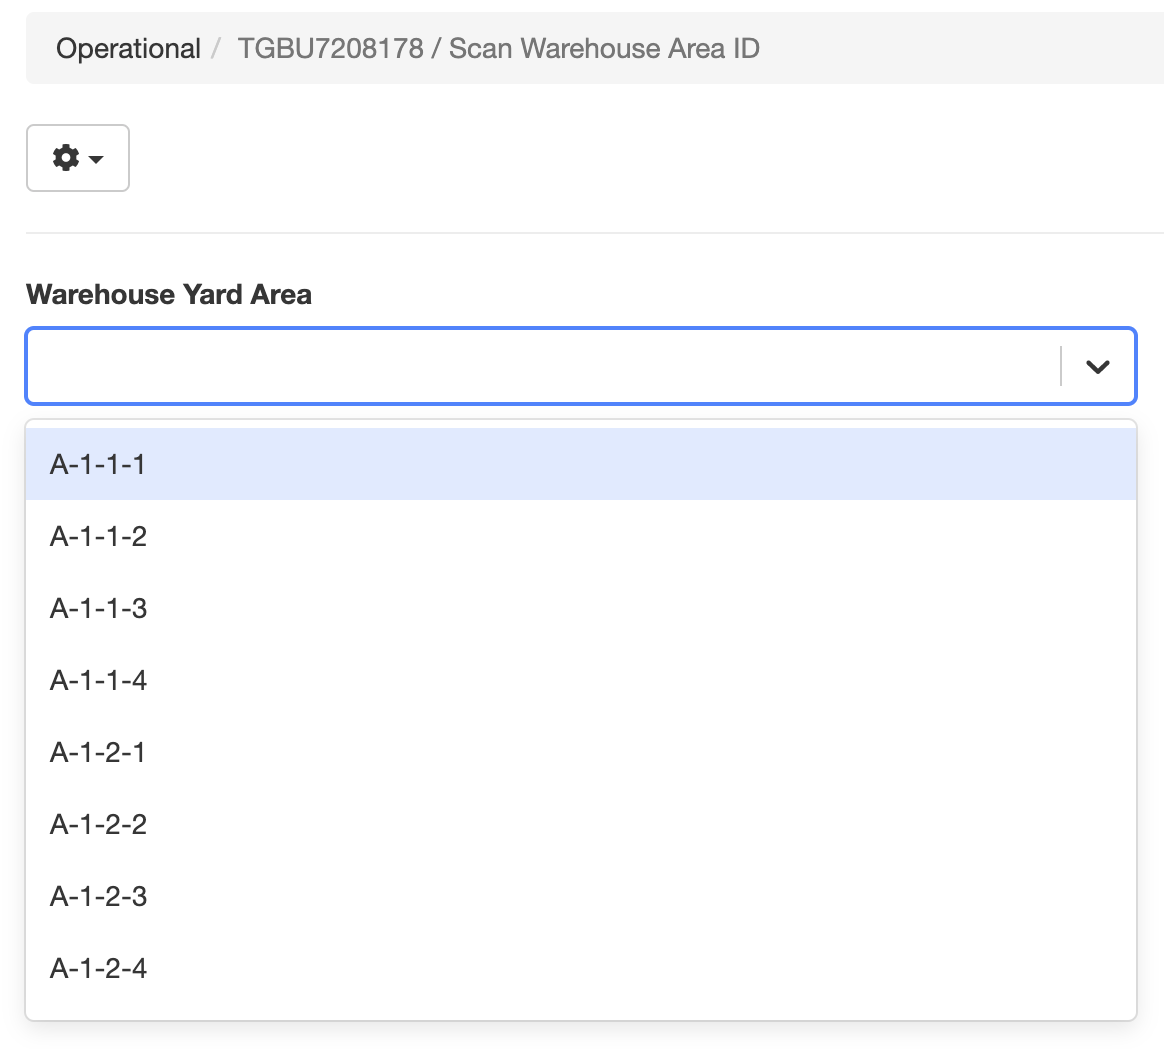 Operational / TGBU7208178 / Scan Warehouse Area ID
Warehouse Yard Area
A-1-1-1
A-1-1-2
A-1-1-3
A-1-1-4
A-1-2-1
A-1-2-2
A-1-2-3
A-1-2-4